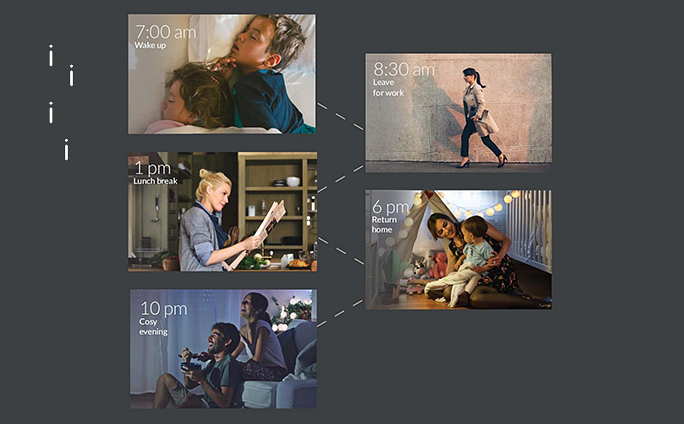 7:00 am
Wake up
8:30 am
Leave
for work
1 pm
Lunch break
6 pm
Return
home
10 pm
Cosy
evening
i
i
i
i